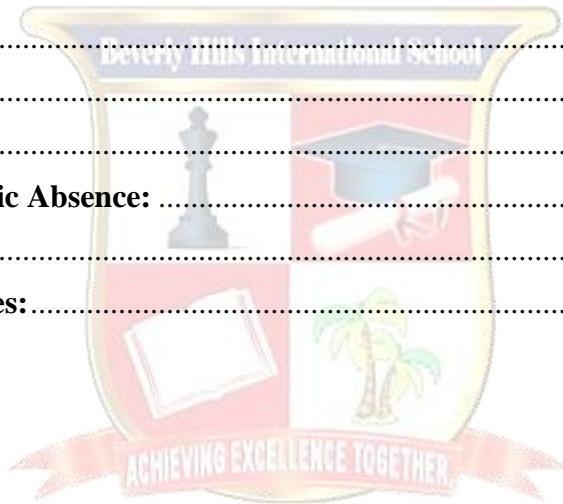 ....................................................................
Beverly Hills International School
....................................................................
....................................................................
ic Absence: ....................................................
....................................................................
es:....................................................................
ACHIEVING EXCELLENCE TOGETHER